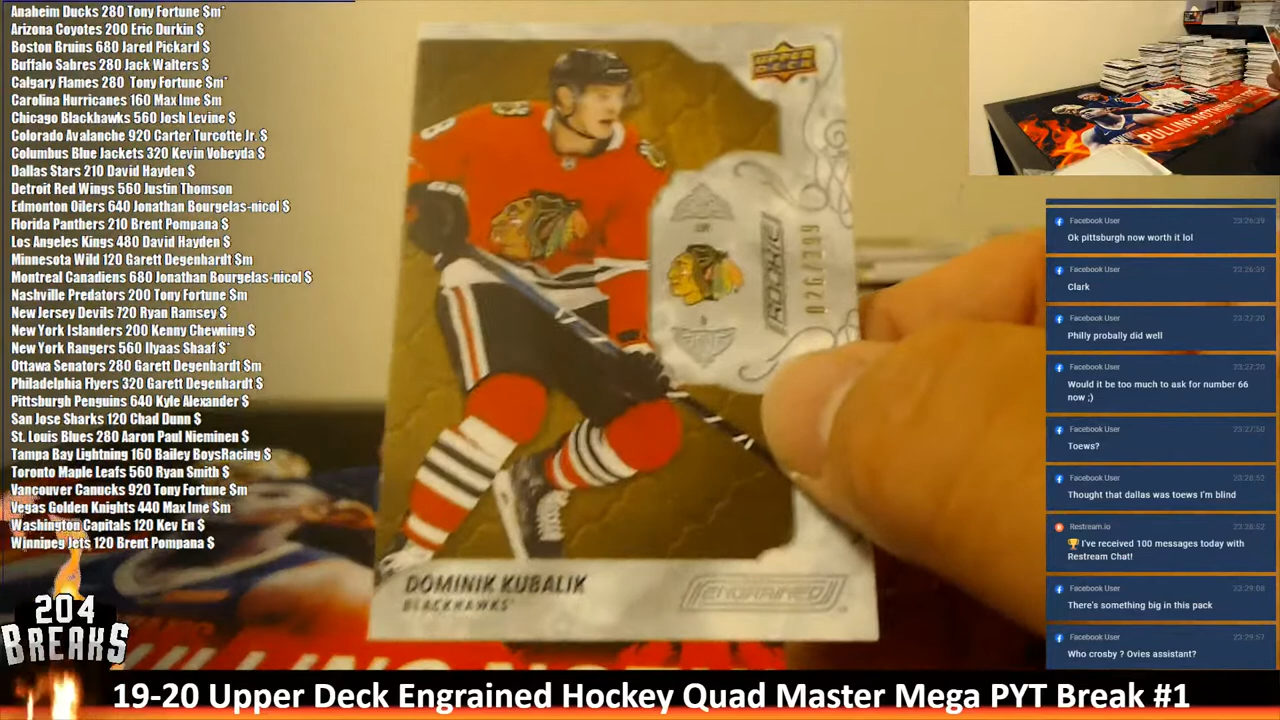 Anaheim Ducks 280 Tony Fortune $m*
Arizona Coyotes 200 Eric Durkin $
Boston Bruins 680 Jared Pickard $
Buffalo Sabres 280 Jack Walters $
Calgary Flames 280 Tony Fortune $m*
Carolina Hurricanes 160 Max Ime $m
Chicago Blackhawks 560 Josh Levine $
Colorado Avalanche 920 Carter Turcotte Jr. $
Columbus Blue Jackets 320 Kevin Vobeyda $
Dallas Stars 210 David Hayden $
Detroit Red Wings 560 Justin Thomson
Edmonton Oilers 640 Jonathan Bourgelas-nicol $
Florida Panthers 210 Brent Pompana $
Los Angeles Kings 480 David Hayden $
Minnesota Wild 120 Garett Degenhardt $m
Montreal Canadiens 680 Jonathan Bourgelas-nicol $
Nashville Predators 200 Tony Fortune $m
New Jersey Devils 720 Ryan Ramsey $
New York Islanders 200 Kenny Chewning $
New York Rangers 560 Ilyaas Shaaf $*
Ottawa Senators 280 Garett Degenhardt $m
Philadelphia Flyers 320 Garett Degenhardt $
Pittsburgh Penguins 640 Kyle Alexander $
San Jose Sharks 120 Chad Dunn $
St. Louis Blues 280 Aaron Paul Nieminen $
Tampa Bay Lightning 160 Bailey BoysRacing $
Toronto Maple Leafs 560 Ryan Smith $
Vancouver Canucks 920 Tony Fortune $m
Vegas Golden Knights 440 Max Ime $m
Washington Capitals 120 Kev En $
Winnipeg Jets 120 Brent Pompana $
204
BREAKS
UPPER
DECK
ROOKIE
026/299
DOMINIK KUBALIK
BLACKHAWKS
ENGRAINED
PULLING NOTHING
Facebook User 23:26:39
Ok pittsburgh now worth it lol
Facebook User 23:26:39
Clark
Facebook User 23:27:20
Philly probally did well
Facebook User 23:27:20
Would it be too much to ask for number 66
now ;)
Facebook User 23:27:50
Toews?
Facebook User 23:28:52
Thought that dallas was toews I'm blind
Restream.io 23:28:52
🏆 I've received 100 messages today with
Restream Chat!
Facebook User 23:29:08
There's something big in this pack
Facebook User 23:29:57
Who crosby ? Ovies assistant?
19-20 Upper Deck Engrained Hockey Quad Master Mega PYT Break #1